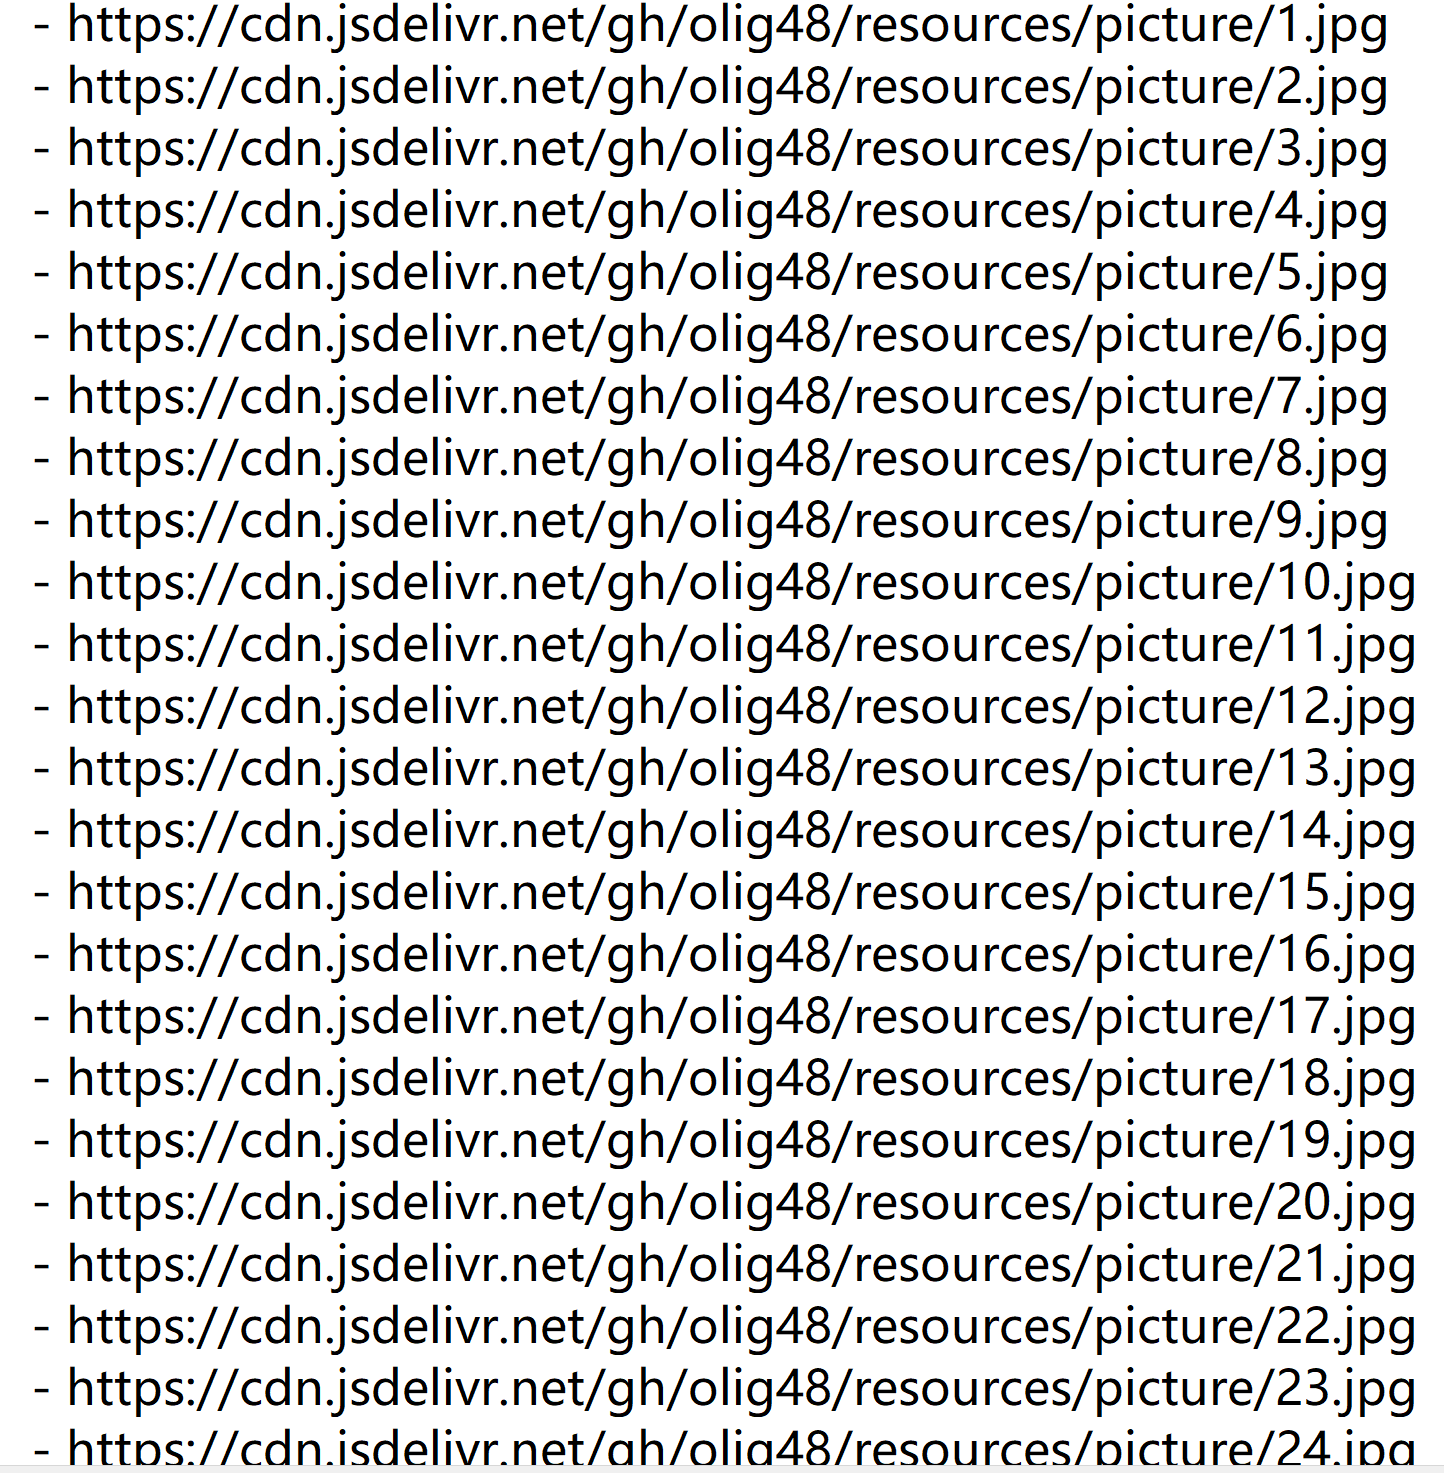 - https://cdn.jsdelivr.net/gh/olig48/resources/picture/1.jpg
- https://cdn.jsdelivr.net/gh/olig48/resources/picture/2.jpg
- https://cdn.jsdelivr.net/gh/olig48/resources/picture/3.jpg
- https://cdn.jsdelivr.net/gh/olig48/resources/picture/4.jpg
- https://cdn.jsdelivr.net/gh/olig48/resources/picture/5.jpg
- https://cdn.jsdelivr.net/gh/olig48/resources/picture/6.jpg
- https://cdn.jsdelivr.net/gh/olig48/resources/picture/7.jpg
- https://cdn.jsdelivr.net/gh/olig48/resources/picture/8.jpg
- https://cdn.jsdelivr.net/gh/olig48/resources/picture/9.jpg
- https://cdn.jsdelivr.net/gh/olig48/resources/picture/10.jpg
- https://cdn.jsdelivr.net/gh/olig48/resources/picture/11.jpg
- https://cdn.jsdelivr.net/gh/olig48/resources/picture/12.jpg
- https://cdn.jsdelivr.net/gh/olig48/resources/picture/13.jpg
- https://cdn.jsdelivr.net/gh/olig48/resources/picture/14.jpg
- https://cdn.jsdelivr.net/gh/olig48/resources/picture/15.jpg
- https://cdn.jsdelivr.net/gh/olig48/resources/picture/16.jpg
- https://cdn.jsdelivr.net/gh/olig48/resources/picture/17.jpg
- https://cdn.jsdelivr.net/gh/olig48/resources/picture/18.jpg
- https://cdn.jsdelivr.net/gh/olig48/resources/picture/19.jpg
- https://cdn.jsdelivr.net/gh/olig48/resources/picture/20.jpg
- https://cdn.jsdelivr.net/gh/olig48/resources/picture/21.jpg
- https://cdn.jsdelivr.net/gh/olig48/resources/picture/22.jpg
- https://cdn.jsdelivr.net/gh/olig48/resources/picture/23.jpg
- https://cdn.jsdelivr.net/gh/olig48/resources/picture/24.jpg